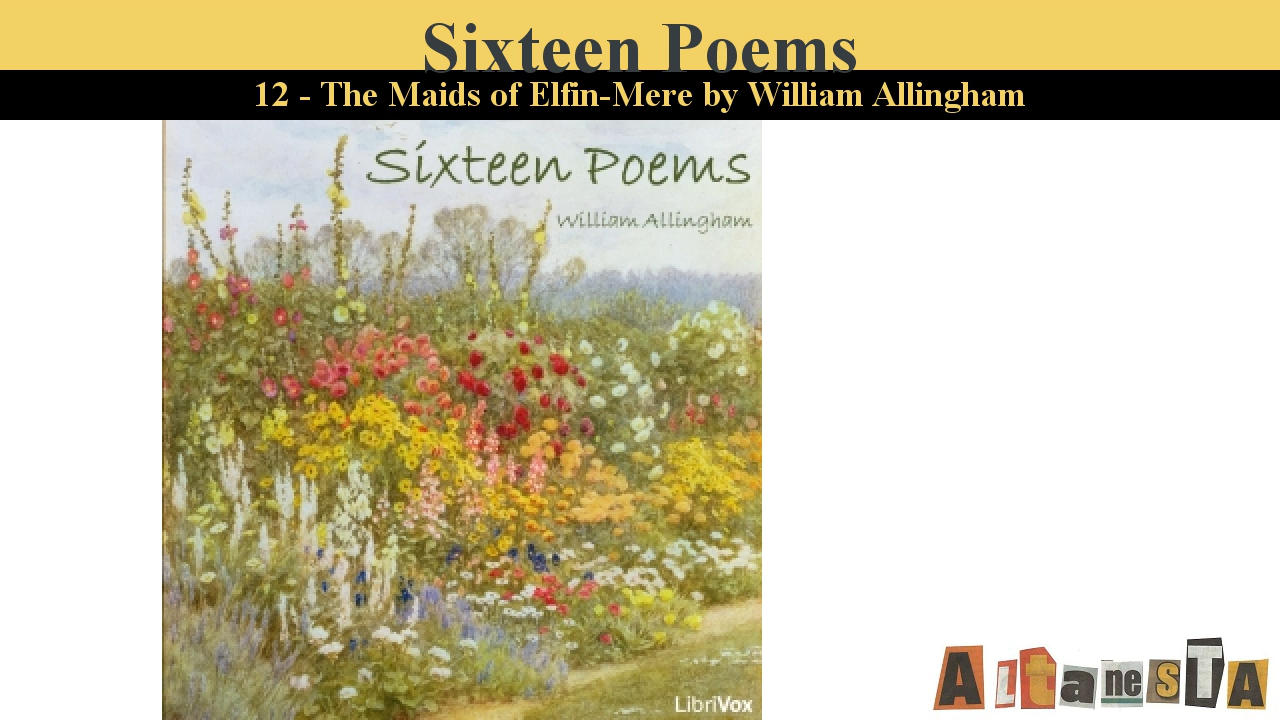 Sixteen Poems
12 - The Maids of Elfin-Mere by William Allingham
Sixteen Poems
William Allingham
LibriVox
AltanesTA